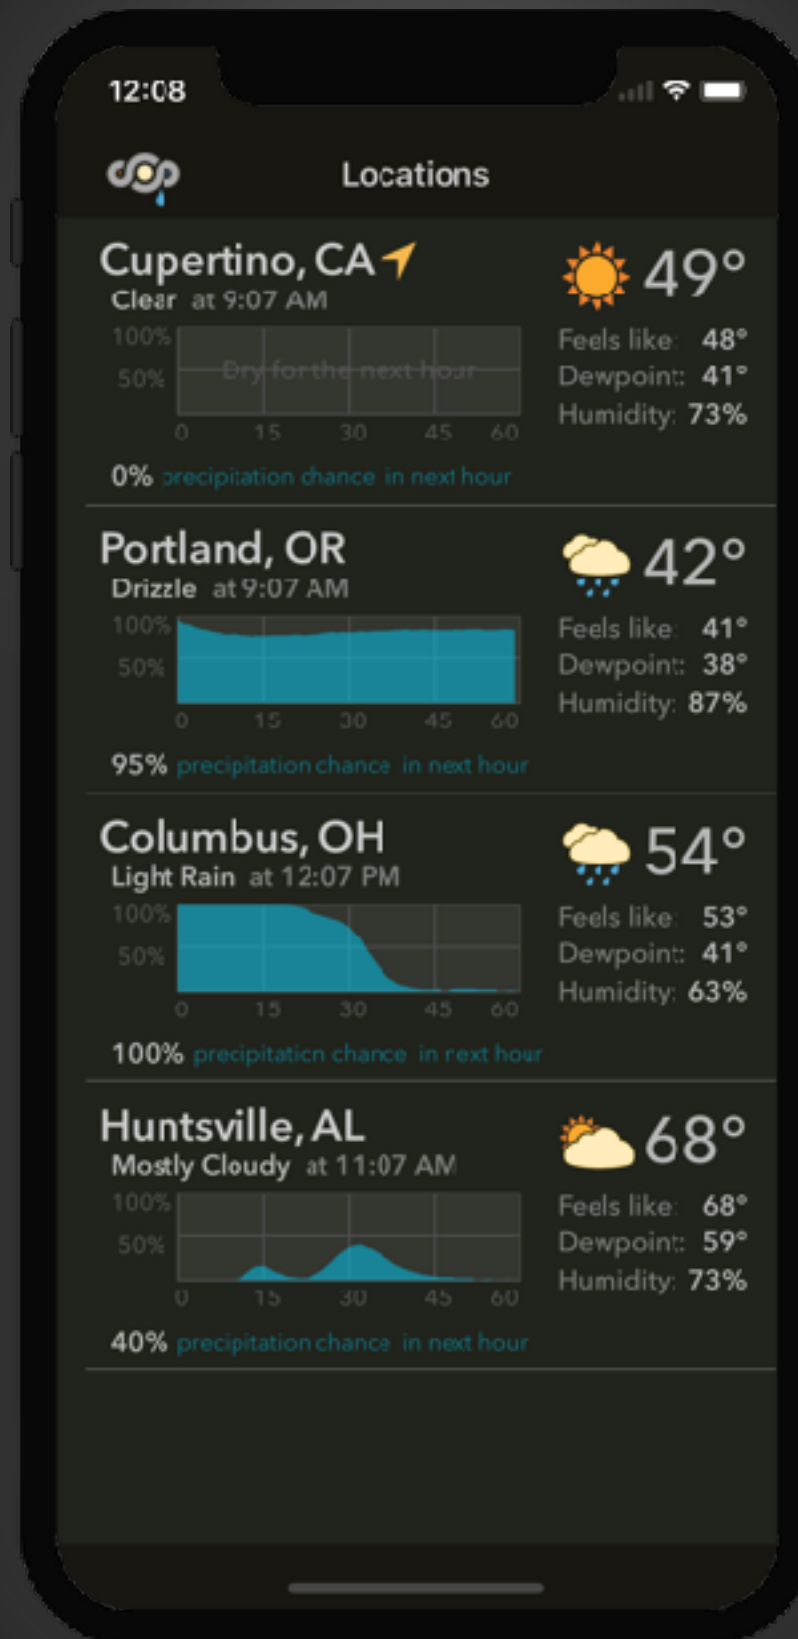 12:08
Locations
Cupertino, CA
Clear at 9:07 AM
49°
100%
50%
Dry for the next hour
0 15 30 45 60
Feels like: 48°
Dewpoint: 41°
Humidity: 73%
0% precipitation chance in next hour
Portland, OR
Drizzle at 9:07 AM
42°
100%
50%
0 15 30 45 60
Feels like: 41°
Dewpoint: 38°
Humidity: 87%
95% precipitation chance in next hour
Columbus, OH
Light Rain at 12:07 PM
54°
100%
50%
0 15 30 45 60
Feels like: 53°
Dewpoint: 41°
Humidity: 63%
100% precipitation chance in next hour
Huntsville, AL
Mostly Cloudy at 11:07 AM
68°
100%
50%
0 15 30 45 60
Feels like: 68°
Dewpoint: 59°
Humidity: 73%
40% precipitation chance in next hour